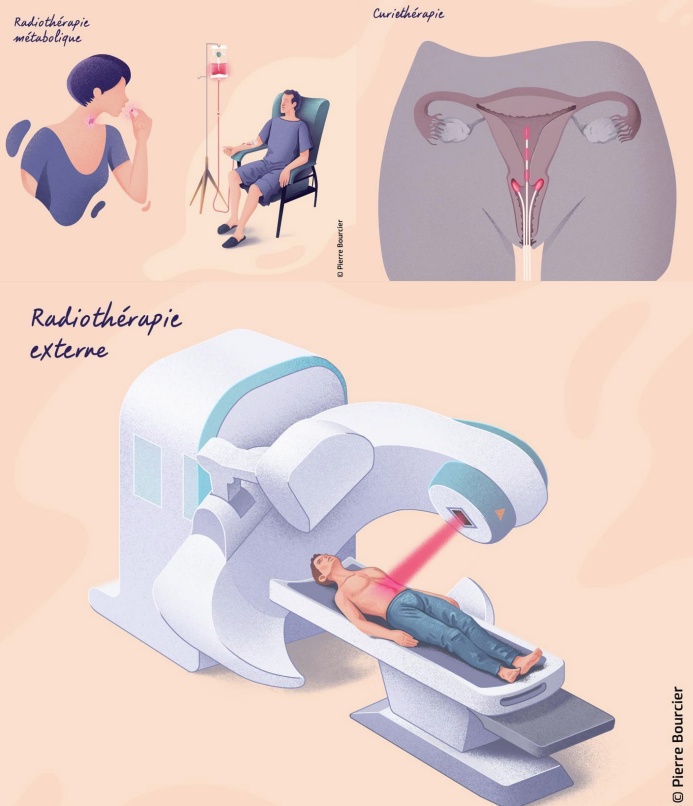 Radiothérapie
métabolique
© Pierre Bourcier
Curiethérapie
Radiothérapie
externe
© Pierre Bourcier